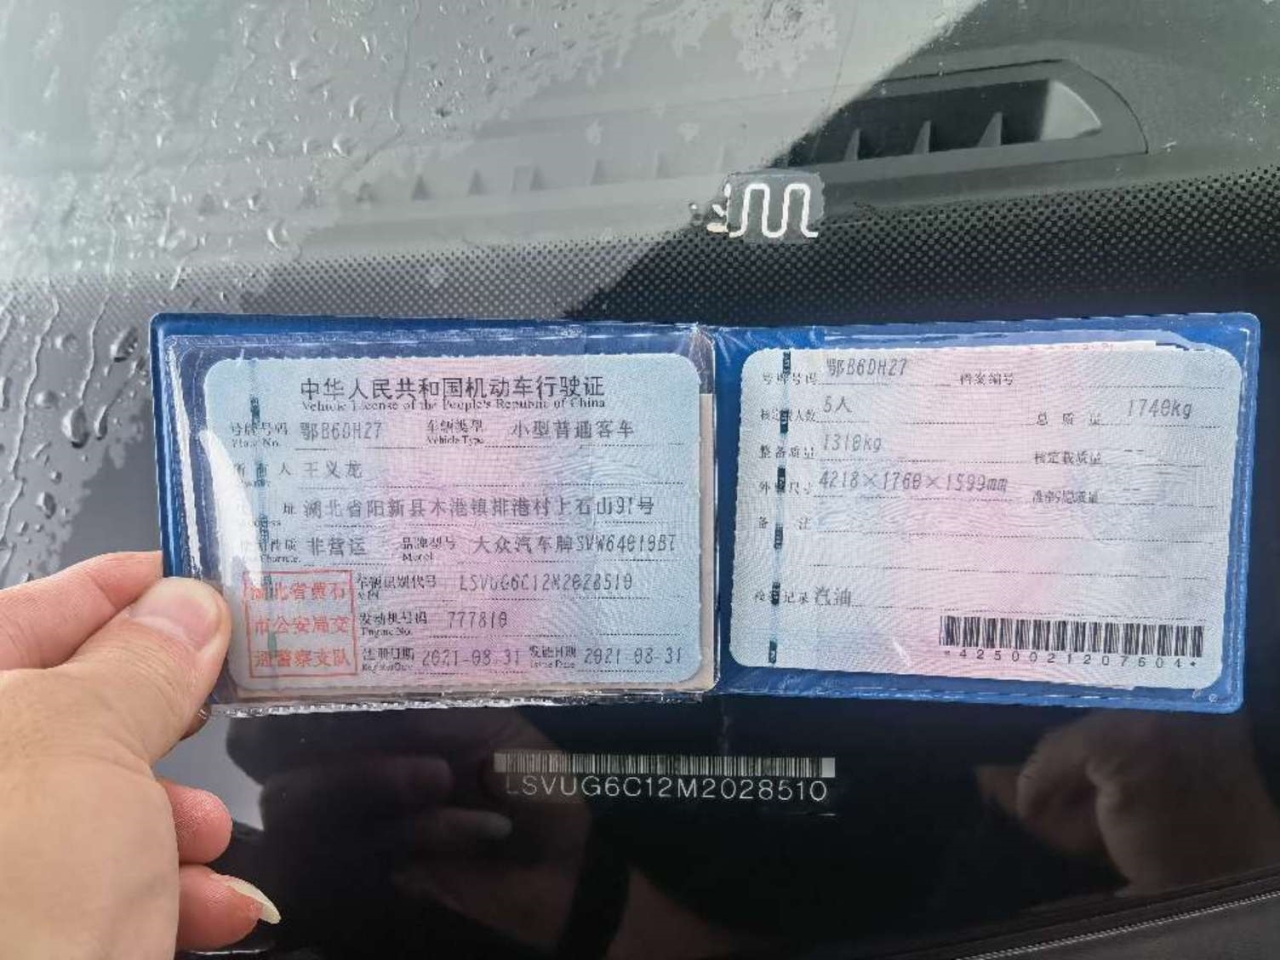 中华人民共和国机动车行驶证
Vehicle License of the People's Republic of China
号牌号码 鄂B6DH27 车辆类型 小型普通客车
Plate No. Vehicle Type
所有人 王义龙
住址 湖北省阳新县木港镇排港村上石山91号
使用性质 非营运 品牌型号 大众汽车牌SVW64019BT
Model
湖北省黄石
市公安局交
通警察支队
车辆识别代号 LSVUG6C12M2028510
VIN
发动机号码 777810
Engine No.
注册日期 2021-08-31 发证日期 2021-08-31
Register Date Issue Date
号牌号码 鄂B6DH27 档案编号
核定载人数 5人 总质量 1740kg
整备质量 1310kg 核定载质量 --
外廓尺寸 4218×1760×1599mm 准牵引总质量 --
备注
检验记录 汽油
*4250021207604*
LSVUG6C12M2028510